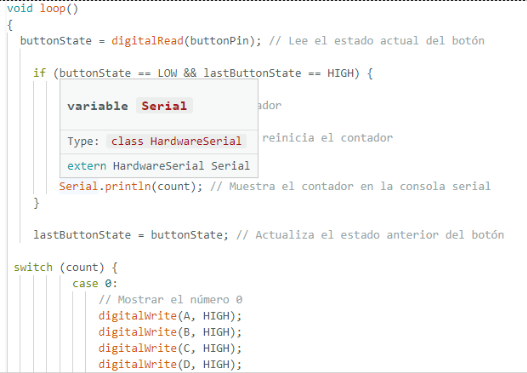 void loop()
{
buttonState = digitalRead(buttonPin); // Lee el estado actual del botón
if (buttonState == LOW && lastButtonState == HIGH) {
variable Serial
Type: class HardwareSerial
reinicia el contador
extern HardwareSerial Serial
Serial.println(count); // Muestra el contador en la consola serial
}
lastButtonState = buttonState; // Actualiza el estado anterior del botón
switch (count) {
case 0:
// Mostrar el número 0
digitalWrite(A, HIGH);
digitalWrite(B, HIGH);
digitalWrite(C, HIGH);
digitalWrite(D, HIGH);